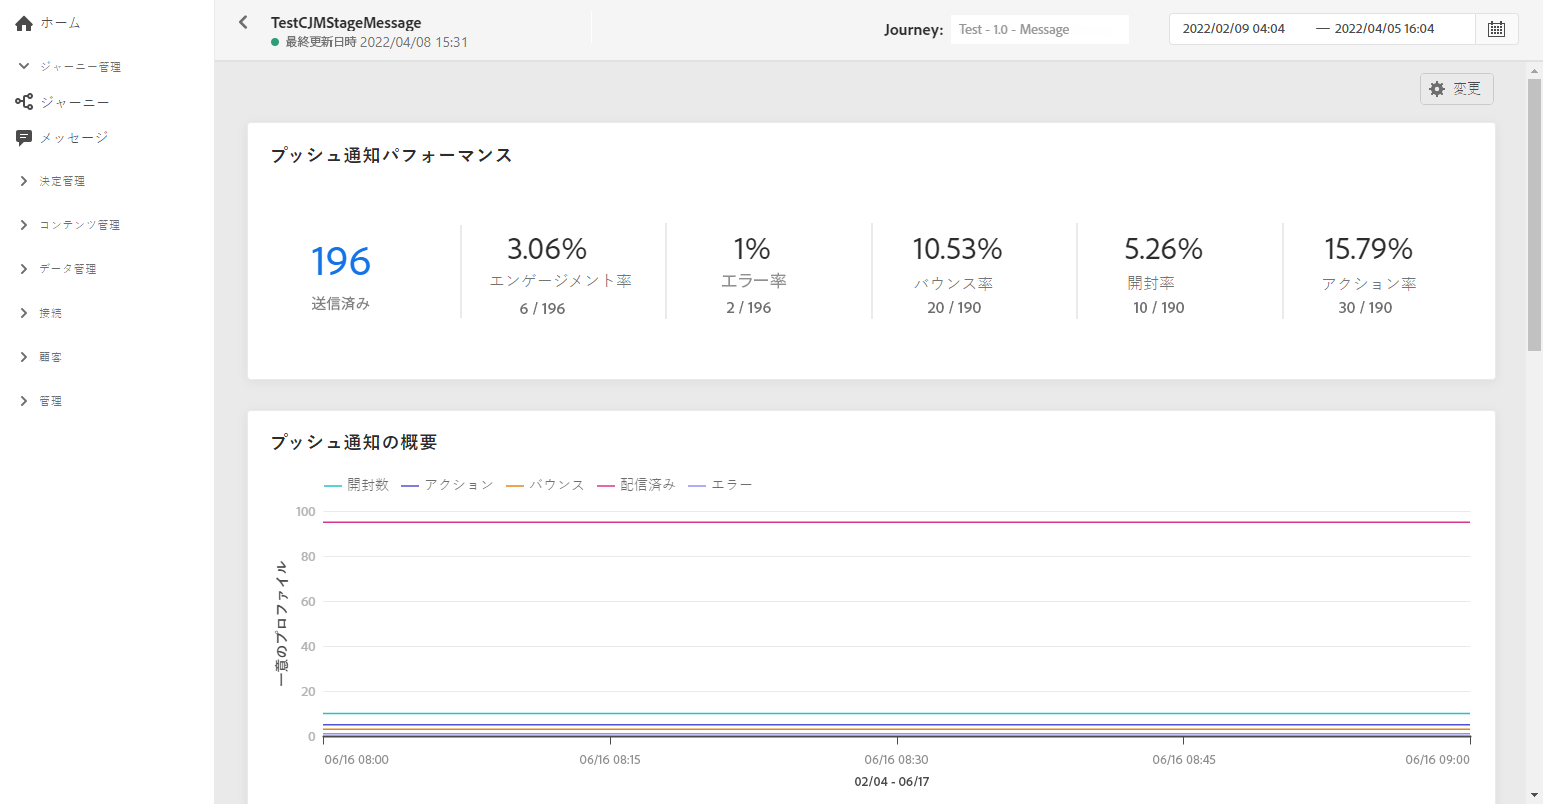 ホーム
ジャーニー管理
ジャーニー
メッセージ
決定管理
コンテンツ管理
データ管理
接続
顧客
管理
TestCJMStageMessage
最終更新日時 2022/04/08 15:31
Journey: Test - 1.0 - Message
2022/02/09 04:04 — 2022/04/05 16:04
変更
プッシュ通知パフォーマンス
196
送信済み
3.06%
エンゲージメント率
6 / 196
1%
エラー率
2 / 196
10.53%
バウンス率
20 / 190
5.26%
開封率
10 / 190
15.79%
アクション率
30 / 190
プッシュ通知の概要
開封数 アクション バウンス 配信済み エラー
一意のプロファイル
100
80
60
40
20
0
06/16 08:00 06/16 08:15 06/16 08:30 06/16 08:45 06/16 09:00
02/04 - 06/17